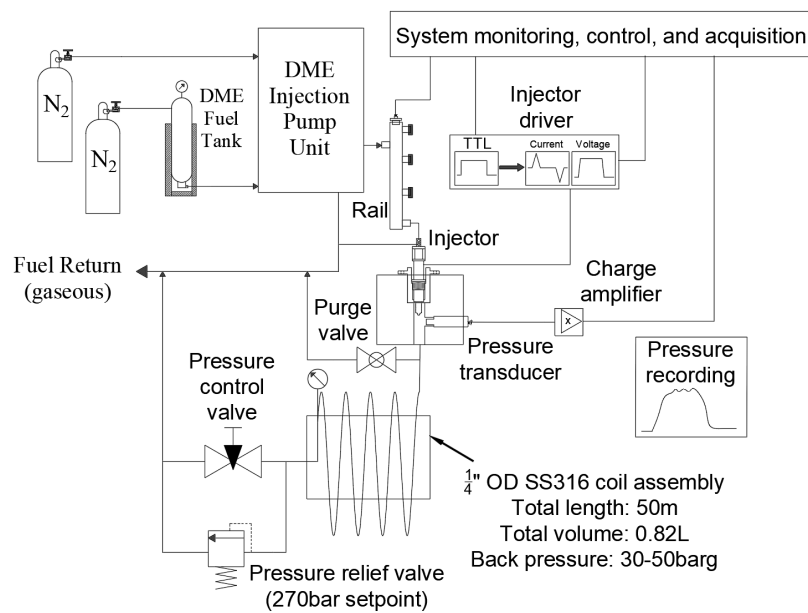 System monitoring, control, and acquisition
N2
N2
DME
Fuel
Tank
DME
Injection
Pump
Unit
Injector
driver
TTL
Current
Voltage
Rail
Injector
Fuel Return
(gaseous)
Charge
amplifier
x
Purge
valve
Pressure
transducer
Pressure
recording
Pressure
control
valve
1/4" OD SS316 coil assembly
Total length: 50m
Total volume: 0.82L
Back pressure: 30-50barg
Pressure relief valve
(270bar setpoint)